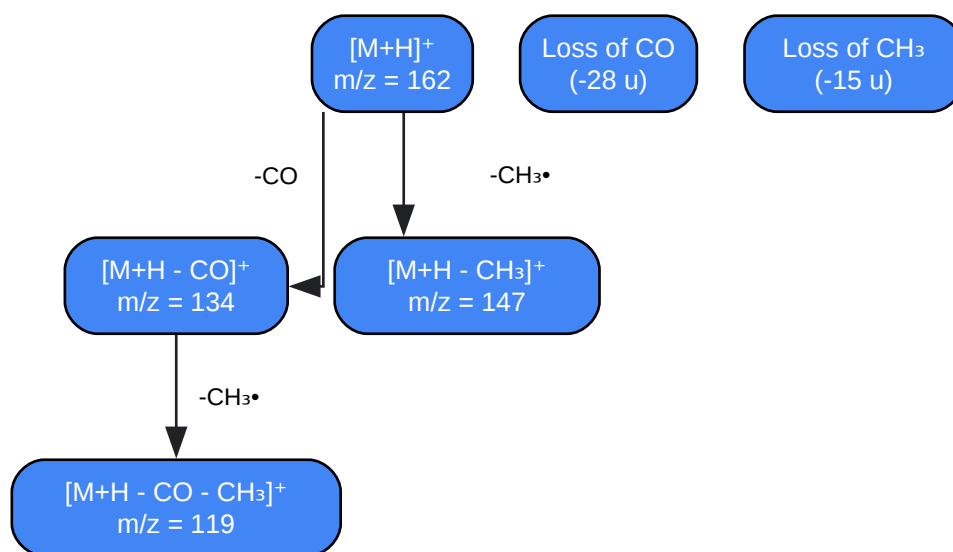 [M+H]⁺
m/z = 162
Loss of CO
(-28 u)
Loss of CH₃
(-15 u)
-CO
-CH₃•
[M+H - CO]⁺
m/z = 134
[M+H - CH₃]⁺
m/z = 147
-CH₃•
[M+H - CO - CH₃]⁺
m/z = 119